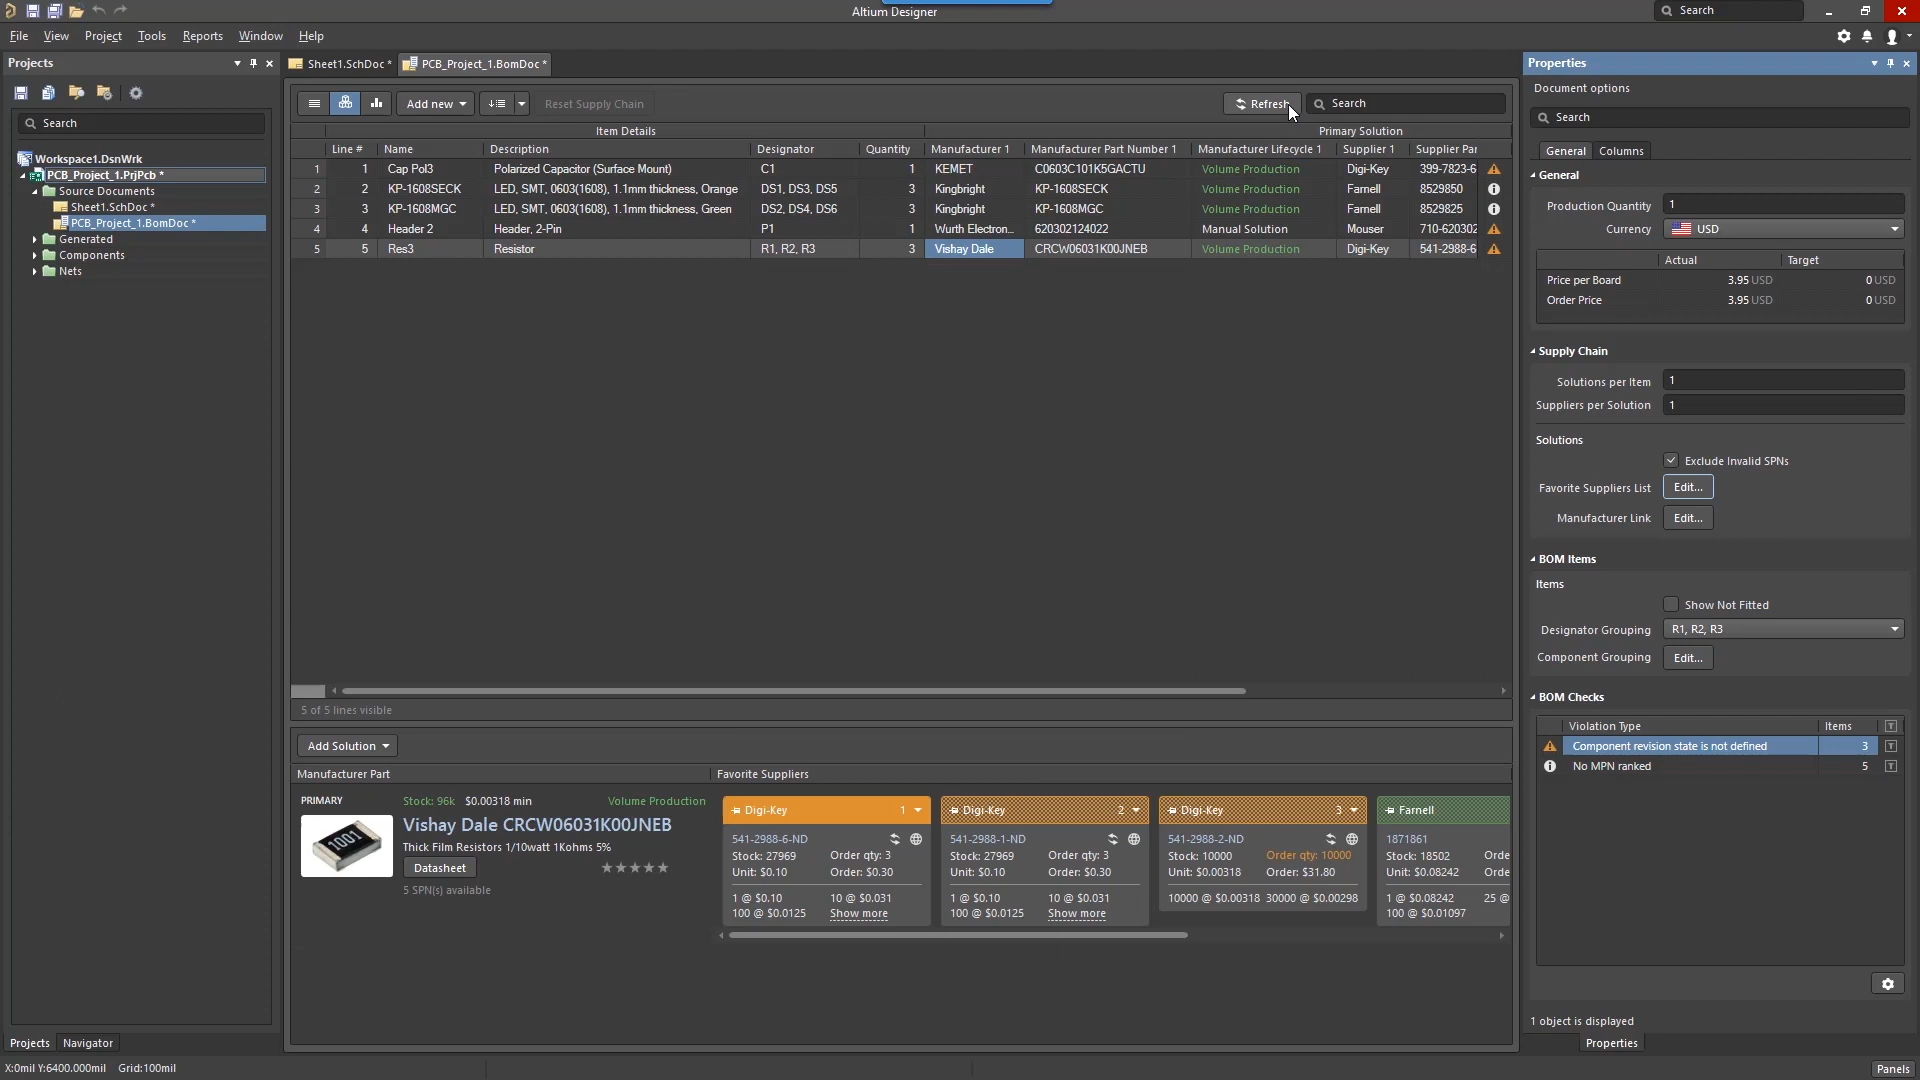 Altium Designer
Search
File View Project Tools Reports Window Help
Projects
Sheet1.SchDoc *
PCB_Project_1.BomDoc *
Properties
Document options
Search
Add new
Reset Supply Chain
Refresh
Search
Search
General Columns
Item Details
Primary Solution
Line # Name Description Designator Quantity Manufacturer 1 Manufacturer Part Number 1 Manufacturer Lifecycle 1 Supplier 1 Supplier Par
1 1 Cap Pol3 Polarized Capacitor (Surface Mount) C1 1 KEMET C0603C101K5GACTU Volume Production Digi-Key 399-7823-6
2 2 KP-1608SECK LED, SMT, 0603(1608), 1.1mm thickness, Orange DS1, DS3, DS5 3 Kingbright KP-1608SECK Volume Production Farnell 8529850
3 3 KP-1608MGC LED, SMT, 0603(1608), 1.1mm thickness, Green DS2, DS4, DS6 3 Kingbright KP-1608MGC Volume Production Farnell 8529825
4 4 Header 2 Header, 2-Pin P1 1 Wurth Electron... 620302124022 Manual Solution Mouser 710-620302
5 5 Res3 Resistor R1, R2, R3 3 Vishay Dale CRCW06031K00JNEB Volume Production Digi-Key 541-2988-6
Workspace1.DsnWrk
PCB_Project_1.PrjPcb *
Source Documents
Sheet1.SchDoc *
PCB_Project_1.BomDoc *
Generated
Components
Nets
General
Production Quantity 1
Currency USD
Actual Target
Price per Board 3.95 USD 0 USD
Order Price 3.95 USD 0 USD
Supply Chain
Solutions per Item 1
Suppliers per Solution 1
Solutions
Exclude Invalid SPNs
Favorite Suppliers List Edit...
Manufacturer Link Edit...
BOM Items
Items
Show Not Fitted
Designator Grouping R1, R2, R3
Component Grouping Edit...
BOM Checks
Violation Type Items
Component revision state is not defined 3
No MPN ranked 5
1 object is displayed
Properties
5 of 5 lines visible
Add Solution
Manufacturer Part
Favorite Suppliers
PRIMARY
Stock: 96k $0.00318 min Volume Production
Vishay Dale CRCW06031K00JNEB
Thick Film Resistors 1/10watt 1Kohms 5%
Datasheet
5 SPN(s) available
1001
Digi-Key 1
541-2988-6-ND
Stock: 27969 Order qty: 3
Unit: $0.10 Order: $0.30
1 @ $0.10 10 @ $0.031
100 @ $0.0125 Show more
Digi-Key 2
541-2988-1-ND
Stock: 27969 Order qty: 3
Unit: $0.10 Order: $0.30
1 @ $0.10 10 @ $0.031
100 @ $0.0125 Show more
Digi-Key 3
541-2988-2-ND
Stock: 10000 Order qty: 10000
Unit: $0.00318 Order: $31.80
10000 @ $0.00318 30000 @ $0.00298
Farnell
1871861
Stock: 18502 Orde
Unit: $0.08242 Orde
1 @ $0.08242 25 @
100 @ $0.01097
Projects Navigator
X:0mil Y:6400.000mil Grid:100mil
Panels